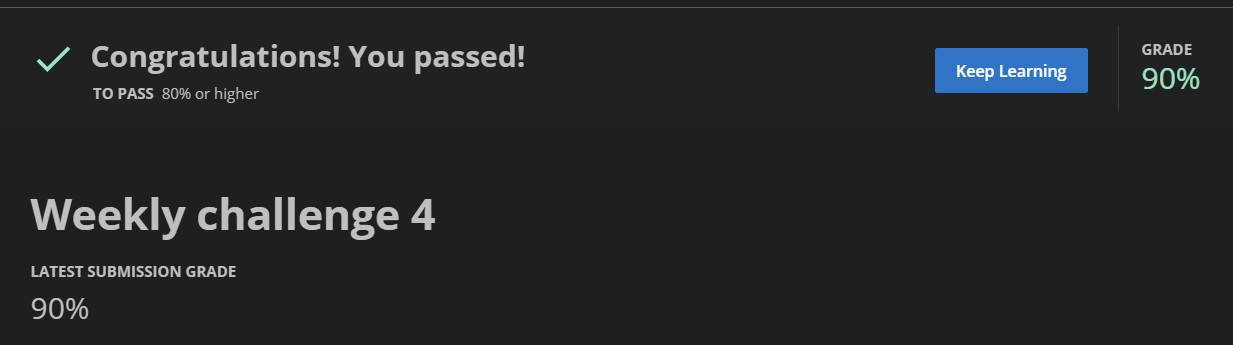 Congratulations! You passed!
TO PASS 80% or higher
Keep Learning
GRADE
90%
Weekly challenge 4
LATEST SUBMISSION GRADE
90%